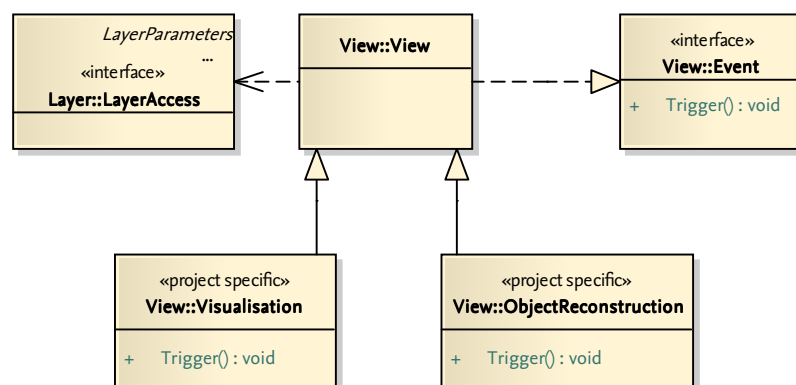 LayerParameters
...
«interface»
Layer::LayerAccess
View::View
«interface»
View::Event
+ Trigger() : void
«project specific»
View::Visualisation
+ Trigger() : void
«project specific»
View::ObjectReconstruction
+ Trigger() : void